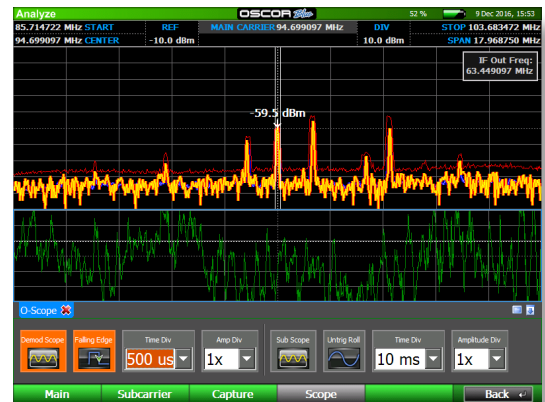 Analyze OSCOR Blue 52 % 9 Dec 2016, 15:53
85.714722 MHz START REF MAIN CARRIER 94.699097 MHz DIV STOP 103.683472 MHz
94.699097 MHz CENTER -10.0 dBm 10.0 dBm SPAN 17.968750 MHz
IF Out Freq:
63.449097 MHz
-59.5 dBm
O-Scope
Demod Scope Falling Edge Time Div Amp Div Sub Scope Untrig Roll Time Div Amplitude Div
500 us 1x 10 ms 1x
Main Subcarrier Capture Scope Back